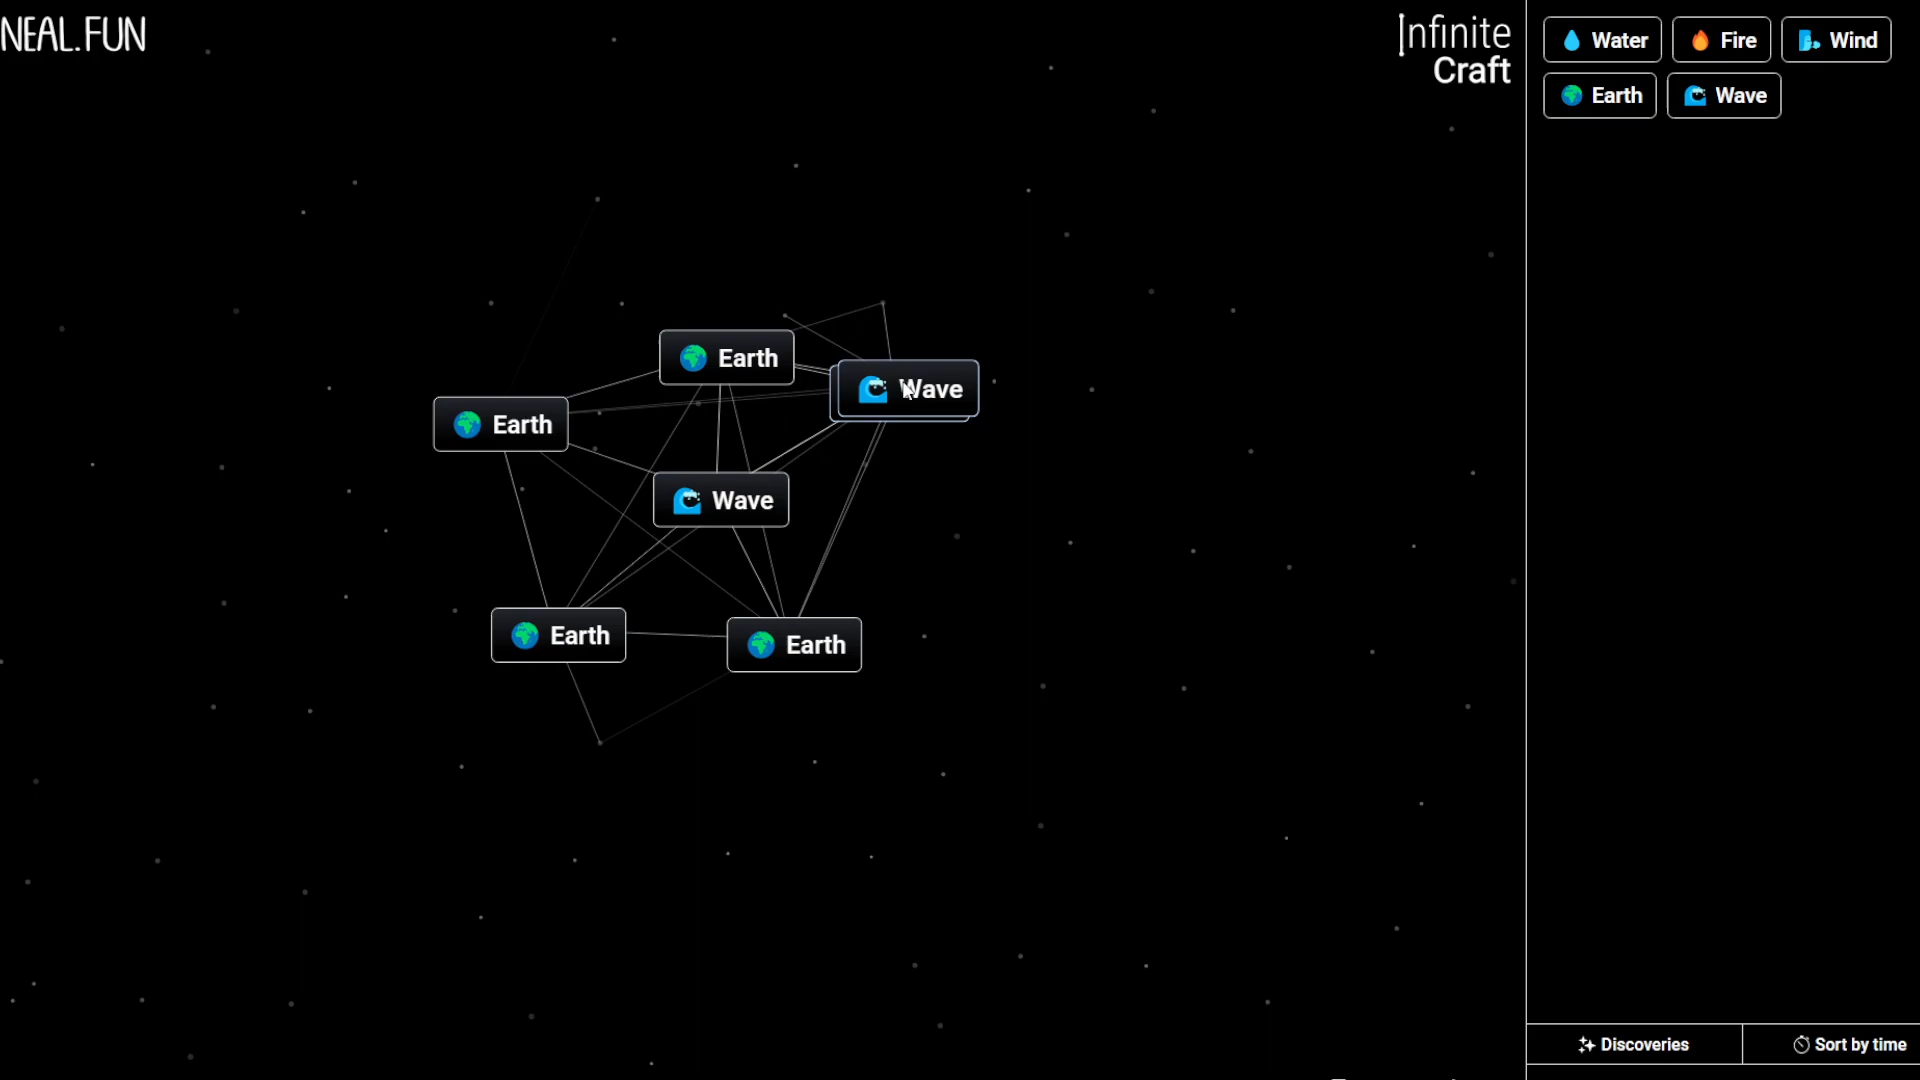 NEAL.FUN
Infinite
Craft
Water
Fire
Wind
Earth
Wave
Earth
Wave
Earth
Wave
Earth
Earth
Discoveries
Sort by time